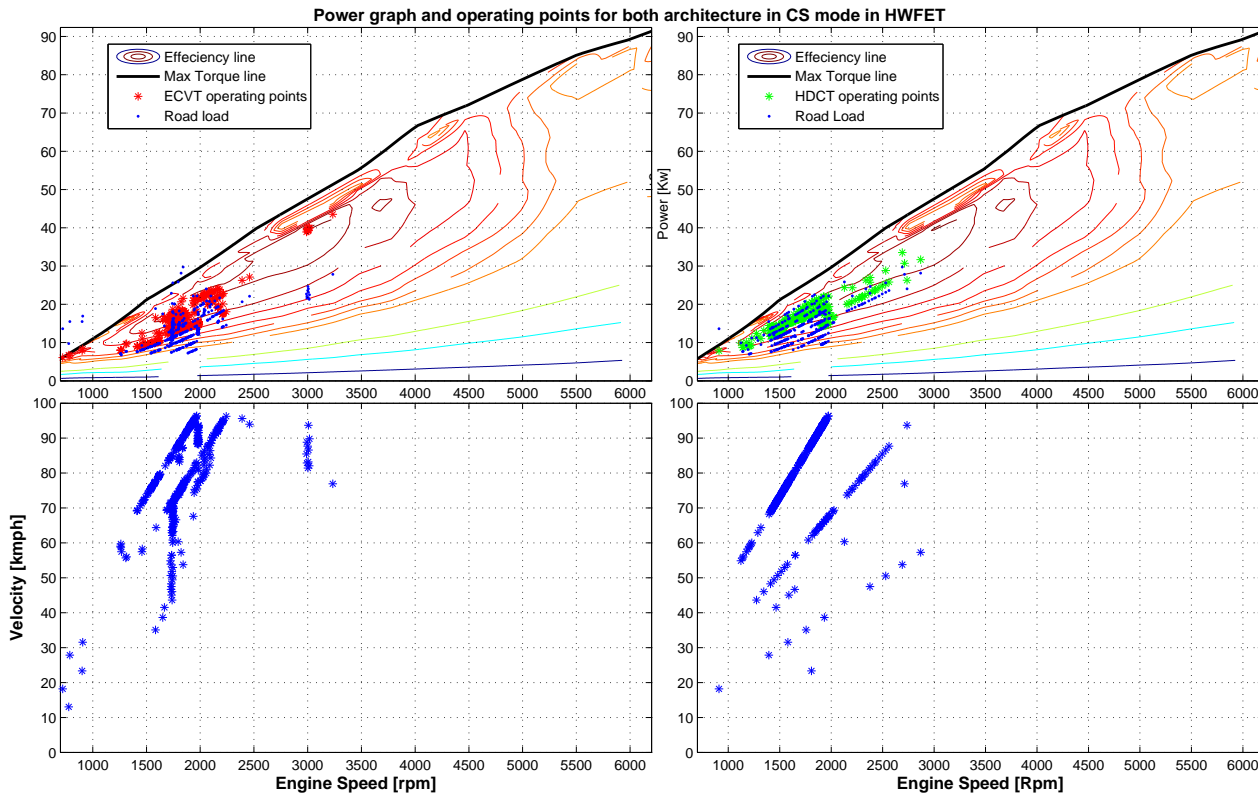 Power graph and operating points for both architecture in CS mode in HWFET
Effeciency line
Max Torque line
ECVT operating points
Road load
90
80
70
60
50
40
30
20
10
0
1000 1500 2000 2500 3000 3500 4000 4500 5000 5500 6000
Effeciency line
Max Torque line
HDCT operating points
Road Load
Power [Kw]
90
80
70
60
50
40
30
20
10
0
1000 1500 2000 2500 3000 3500 4000 4500 5000 5500 6000
Velocity [kmph]
100
90
80
70
60
50
40
30
20
10
0
1000 1500 2000 2500 3000 3500 4000 4500 5000 5500 6000
Engine Speed [rpm]
100
90
80
70
60
50
40
30
20
10
0
1000 1500 2000 2500 3000 3500 4000 4500 5000 5500 6000
Engine Speed [Rpm]